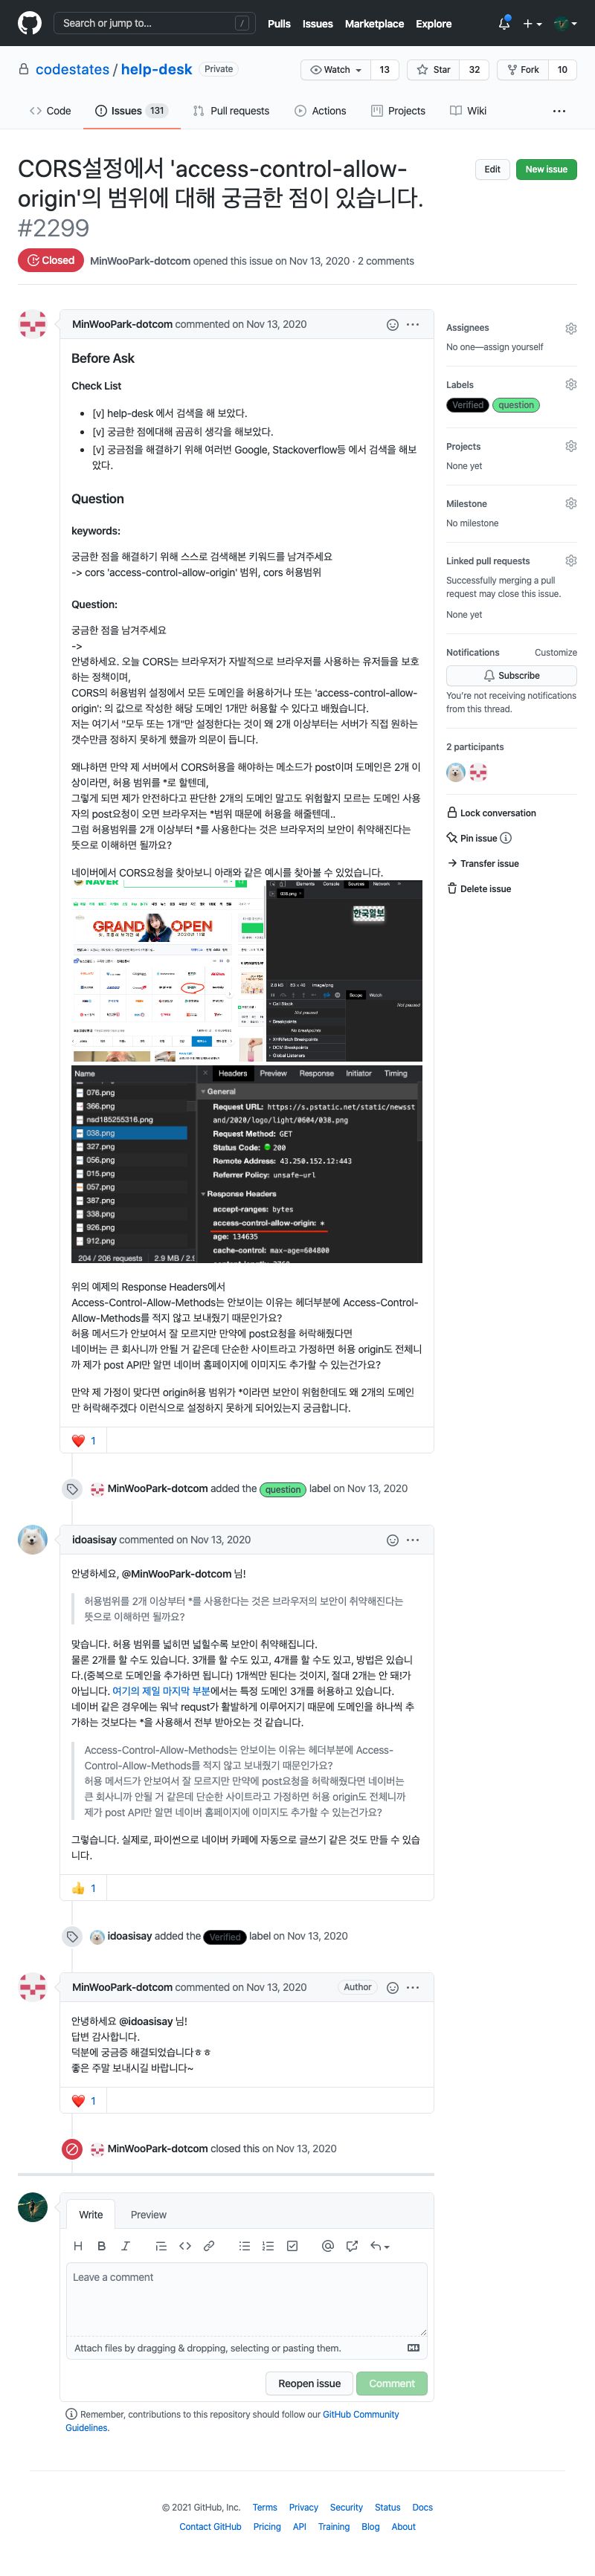 Search or jump to...
/
Pulls Issues Marketplace Explore
codestates / help-desk Private
Watch 13 Star 32 Fork 10
Code Issues 131 Pull requests Actions Projects Wiki
CORS설정에서 'access-control-allow-
origin'의 범위에 대해 궁금한 점이 있습니다.
#2299
Edit New issue
Closed MinWooPark-dotcom opened this issue on Nov 13, 2020 · 2 comments
MinWooPark-dotcom commented on Nov 13, 2020
Before Ask
Check List
[v] help-desk 에서 검색을 해 보았다.
[v] 궁금한 점에대해 곰곰히 생각을 해보았다.
[v] 궁금점을 해결하기 위해 여러번 Google, Stackoverflow등 에서 검색을 해보
았다.
Question
keywords:
궁금한 점을 해결하기 위해 스스로 검색해본 키워드를 남겨주세요
-> cors 'access-control-allow-origin' 범위, cors 허용범위
Question:
궁금한 점을 남겨주세요
->
안녕하세요. 오늘 CORS는 브라우저가 자발적으로 브라우저를 사용하는 유저들을 보호
하는 정책이며,
CORS의 허용범위 설정에서 모든 도메인을 허용하거나 또는 'access-control-allow-
origin': 의 값으로 작성한 해당 도메인 1개만 허용할 수 있다고 배웠습니다.
저는 여기서 "모두 또는 1개"만 설정한다는 것이 왜 2개 이상부터는 서버가 직접 원하는
갯수만큼 정하지 못하게 했을까 의문이 듭니다.
왜냐하면 만약 제 서버에서 CORS허용을 해야하는 메소드가 post이며 도메인은 2개 이
상이라면, 허용 범위를 *로 할텐데,
그렇게 되면 제가 안전하다고 판단한 2개의 도메인 말고도 위험할지 모르는 도메인 사용
자의 post요청이 오면 브라우저는 *범위 때문에 허용을 해줄텐데..
그럼 허용범위를 2개 이상부터 *를 사용한다는 것은 브라우저의 보안이 취약해진다는
뜻으로 이해하면 될까요?
네이버에서 CORS요청을 찾아보니 아래와 같은 예시를 찾아볼 수 있었습니다.
NAVER
GRAND OPEN
Elements Console Sources Network
038.png
한국일보
Scope Watch
Call Stack
Not paused
Not paused
Breakpoints
No breakpoints
XHR/fetch Breakpoints
DOM Breakpoints
Global Listeners
Name
Headers Preview Response Initiator Timing
076.png
366.png
nsd185255316.png
038.png
327.png
056.png
015.png
057.png
387.png
338.png
926.png
912.png
204 / 206 requests 2.9 MB / 2.
General
Request URL: https://s.pstatic.net/static/newsst
and/2020/logo/light/0604/038.png
Request Method: GET
Status Code: 200
Remote Address: 43.250.152.12:443
Referrer Policy: unsafe-url
Response Headers
accept-ranges: bytes
access-control-allow-origin: *
age: 134635
cache-control: max-age=604800
위의 예제의 Response Headers에서
Access-Control-Allow-Methods는 안보이는 이유는 헤더부분에 Access-Control-
Allow-Methods를 적지 않고 보내줬기 때문인가요?
허용 메서드가 안보여서 잘 모르지만 만약에 post요청을 허락해줬다면
네이버는 큰 회사니까 안될 거 같은데 단순한 사이트라고 가정하면 허용 origin도 전체니
까 제가 post API만 알면 네이버 홈페이지에 이미지도 추가할 수 있는건가요?
만약 제 가정이 맞다면 origin허용 범위가 *이라면 보안이 위험한데도 왜 2개의 도메인
만 허락해주겠다 이런식으로 설정하지 못하게 되어있는지 궁금합니다.
1
MinWooPark-dotcom added the question label on Nov 13, 2020
idoasisay commented on Nov 13, 2020
안녕하세요, @MinWooPark-dotcom 님!
허용범위를 2개 이상부터 *를 사용한다는 것은 브라우저의 보안이 취약해진다는
뜻으로 이해하면 될까요?
맞습니다. 허용 범위를 넓히면 넓힐수록 보안이 취약해집니다.
물론 2개를 할 수도 있습니다. 3개를 할 수도 있고, 4개를 할 수도 있고, 방법은 있습니
다.(중복으로 도메인을 추가하면 됩니다) 1개씩만 된다는 것이지, 절대 2개는 안 돼!가
아닙니다. 여기의 제일 마지막 부분에서는 특정 도메인 3개를 허용하고 있습니다.
네이버 같은 경우에는 워낙 requst가 활발하게 이루어지기 때문에 도메인을 하나씩 추
가하는 것보다는 *을 사용해서 전부 받아오는 것 같습니다.
Access-Control-Allow-Methods는 안보이는 이유는 헤더부분에 Access-
Control-Allow-Methods를 적지 않고 보내줬기 때문인가요?
허용 메서드가 안보여서 잘 모르지만 만약에 post요청을 허락해줬다면 네이버는
큰 회사니까 안될 거 같은데 단순한 사이트라고 가정하면 허용 origin도 전체니까
제가 post API만 알면 네이버 홈페이지에 이미지도 추가할 수 있는건가요?
그렇습니다. 실제로, 파이썬으로 네이버 카페에 자동으로 글쓰기 같은 것도 만들 수 있습
니다.
1
idoasisay added the Verified label on Nov 13, 2020
MinWooPark-dotcom commented on Nov 13, 2020 Author
안녕하세요 @idoasisay 님!
답변 감사합니다.
덕분에 궁금증 해결되었습니다ㅎㅎ
좋은 주말 보내시길 바랍니다~
1
MinWooPark-dotcom closed this on Nov 13, 2020
Write Preview
Leave a comment
Attach files by dragging & dropping, selecting or pasting them.
Reopen issue Comment
Remember, contributions to this repository should follow our GitHub Community
Guidelines.
Assignees
No one—assign yourself
Labels
Verified question
Projects
None yet
Milestone
No milestone
Linked pull requests
Successfully merging a pull
request may close this issue.
None yet
Notifications Customize
Subscribe
You're not receiving notifications
from this thread.
2 participants
Lock conversation
Pin issue
Transfer issue
Delete issue
© 2021 GitHub, Inc. Terms Privacy Security Status Docs
Contact GitHub Pricing API Training Blog About